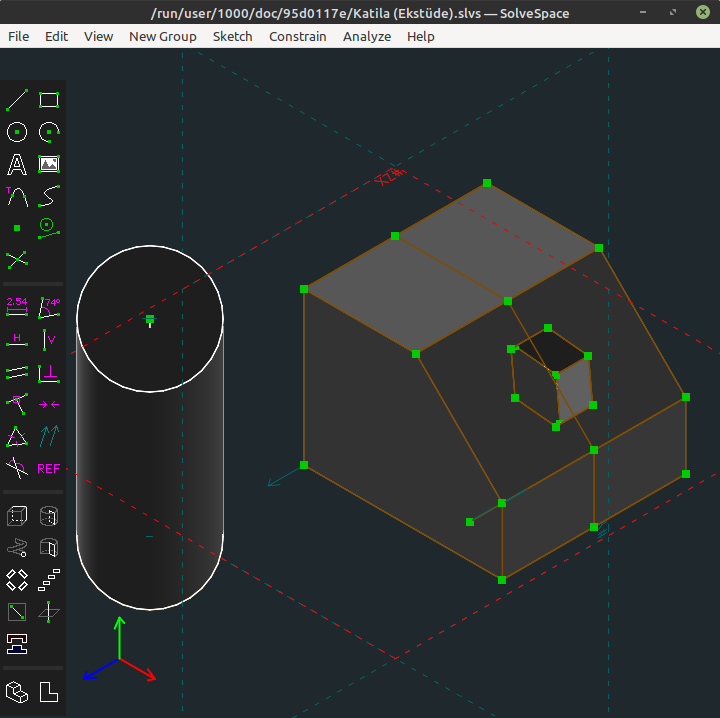 /run/user/1000/doc/95d0117e/Katila (Ekstüde).slvs — SolveSpace
File Edit View New Group Sketch Constrain Analyze Help
A
T
2.54 74°
H V
REF